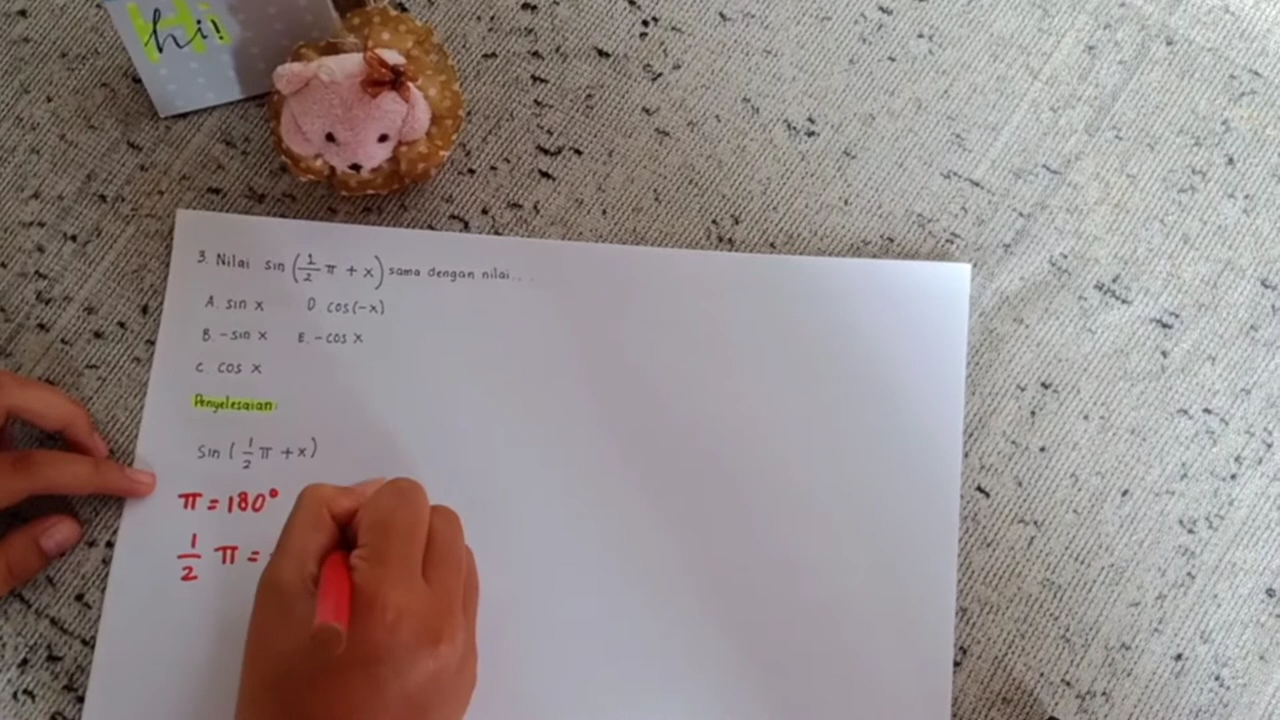 Hi
hi!
3. Nilai sin (1/2 π + x) sama dengan nilai....
A. sin x D. cos(-x)
B. -sin x E. -cos x
C. cos x
Penyelesaian:
Sin (1/2 π + x)
π = 180°
1/2 π =